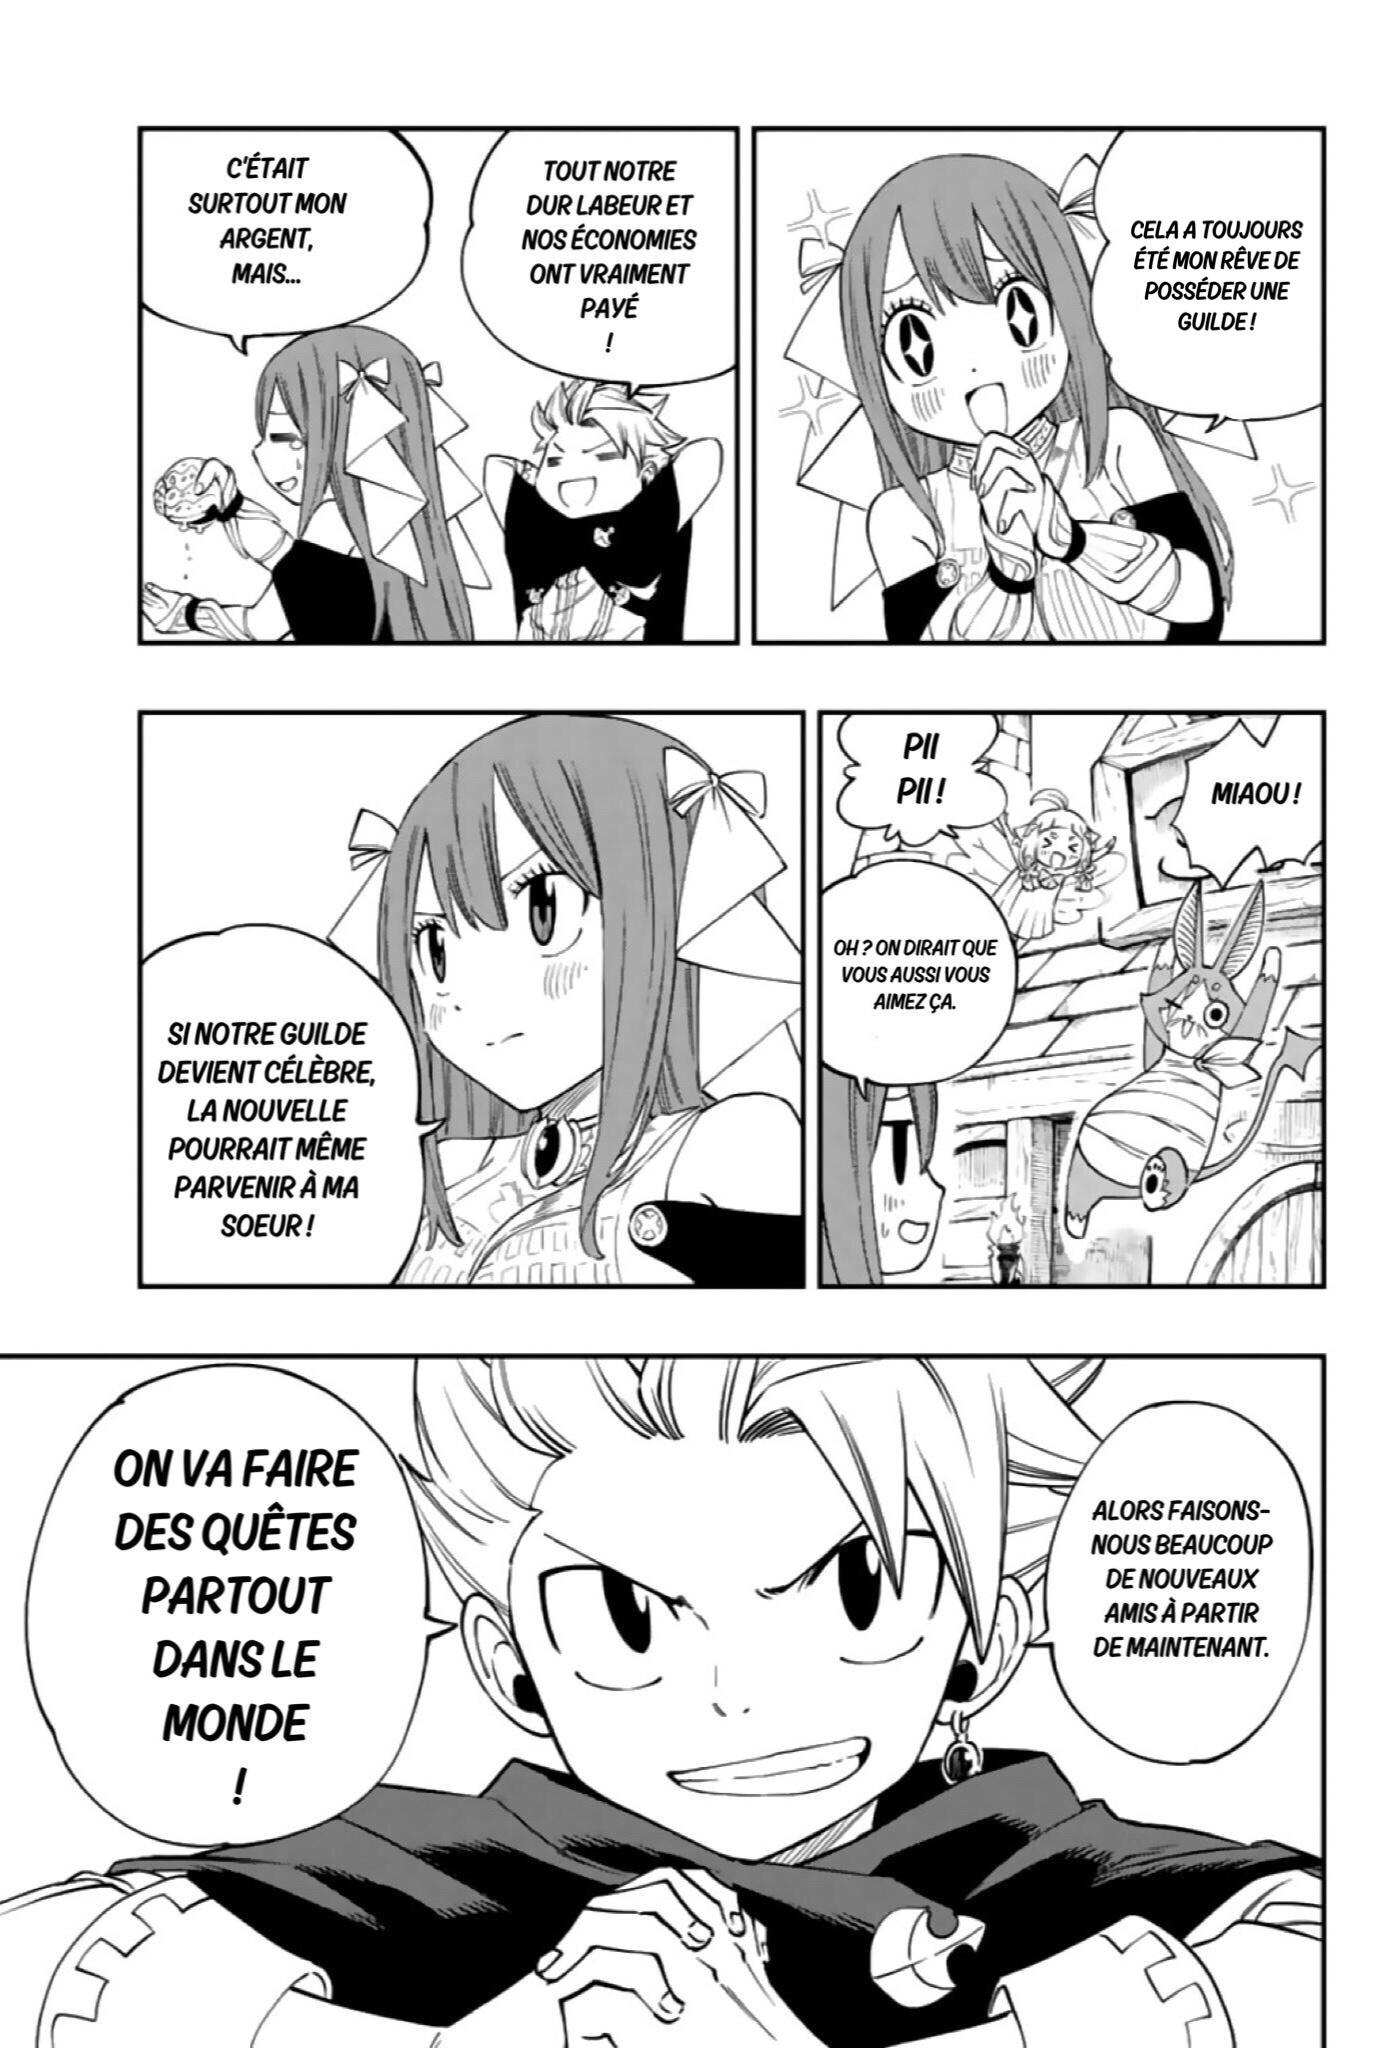 CELA A TOUJOURS
ÉTÉ MON RÊVE DE
POSSÉDER UNE
GUILDE !
TOUT NOTRE
DUR LABEUR ET
NOS ÉCONOMIES
ONT VRAIMENT
PAYÉ
!
C'ÉTAIT
SURTOUT MON
ARGENT,
MAIS...
MIAOU !
PII
PII !
OH ? ON DIRAIT QUE
VOUS AUSSI VOUS
AIMEZ ÇA.
SI NOTRE GUILDE
DEVIENT CÉLÈBRE,
LA NOUVELLE
POURRAIT MÊME
PARVENIR À MA
SOEUR !
ALORS FAISONS-
NOUS BEAUCOUP
DE NOUVEAUX
AMIS À PARTIR
DE MAINTENANT.
ON VA FAIRE
DES QUÊTES
PARTOUT
DANS LE
MONDE
!